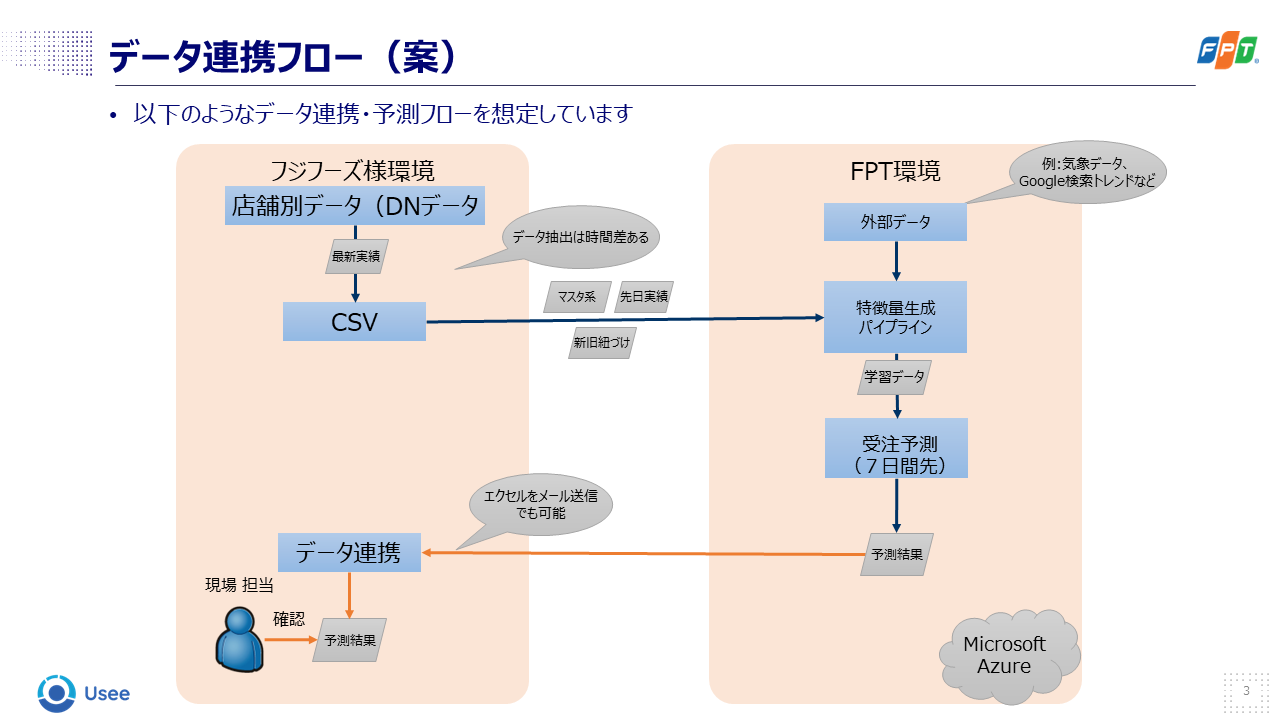 データ連携フロー（案）
FPT
• 以下のようなデータ連携・予測フローを想定しています
フジフーズ様環境
店舗別データ（DNデータ
最新実績
CSV
データ抽出は時間差ある
マスタ系
先日実績
新旧紐づけ
FPT環境
例：気象データ、
Google検索トレンドなど
外部データ
特徴量生成
パイプライン
学習データ
受注予測
（７日間先）
予測結果
エクセルをメール送信
でも可能
データ連携
現場 担当
確認
予測結果
Microsoft
Azure
Usee
3